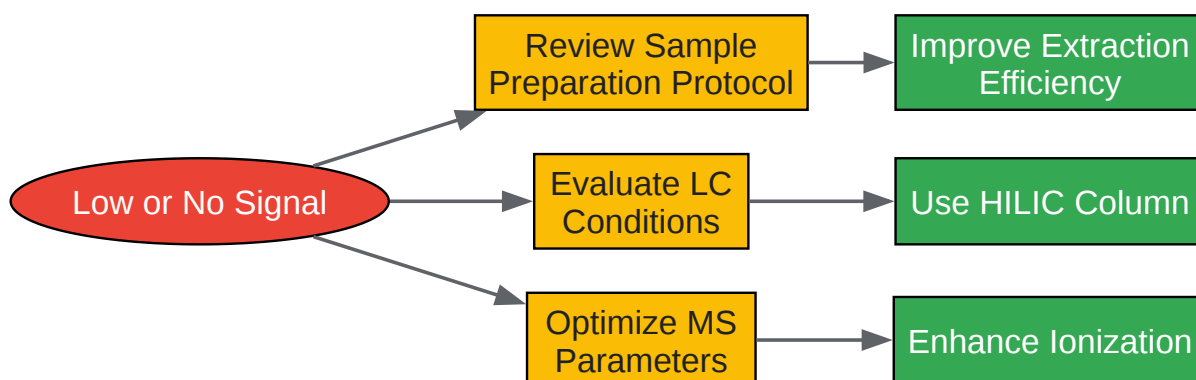 Low or No Signal
Review Sample
Preparation Protocol
Improve Extraction
Efficiency
Evaluate LC
Conditions
Use HILIC Column
Optimize MS
Parameters
Enhance Ionization